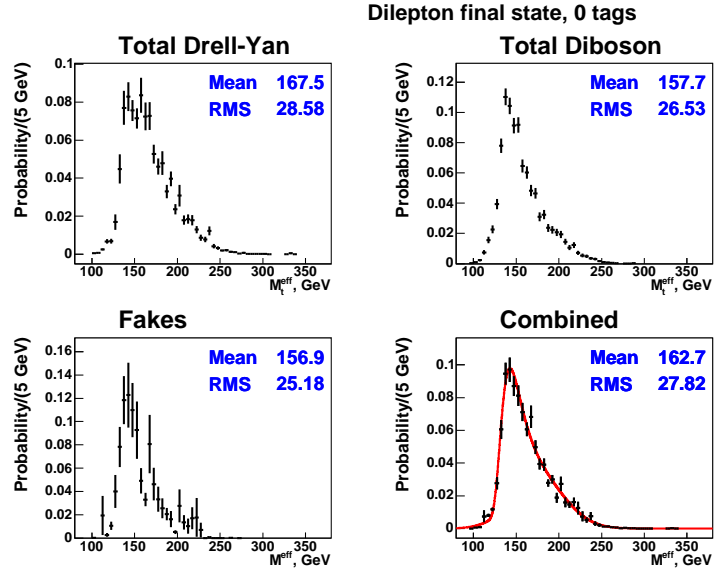 Dilepton final state, 0 tags
Total Drell-Yan
Probability/(5 GeV)
0.1
0.08
0.06
0.04
0.02
0
Mean 167.5
RMS 28.58
100 150 200 250 300 350
M_t^eff, GeV
Total Diboson
Probability/(5 GeV)
0.12
0.1
0.08
0.06
0.04
0.02
0
Mean 157.7
RMS 26.53
100 150 200 250 300 350
M_t^eff, GeV
Fakes
Probability/(5 GeV)
0.16
0.14
0.12
0.1
0.08
0.06
0.04
0.02
0
Mean 156.9
RMS 25.18
100 150 200 250 300 350
M^eff, GeV
Combined
Probability/(5 GeV)
0.1
0.08
0.06
0.04
0.02
0
Mean 162.7
RMS 27.82
100 150 200 250 300 350
M_t^eff, GeV